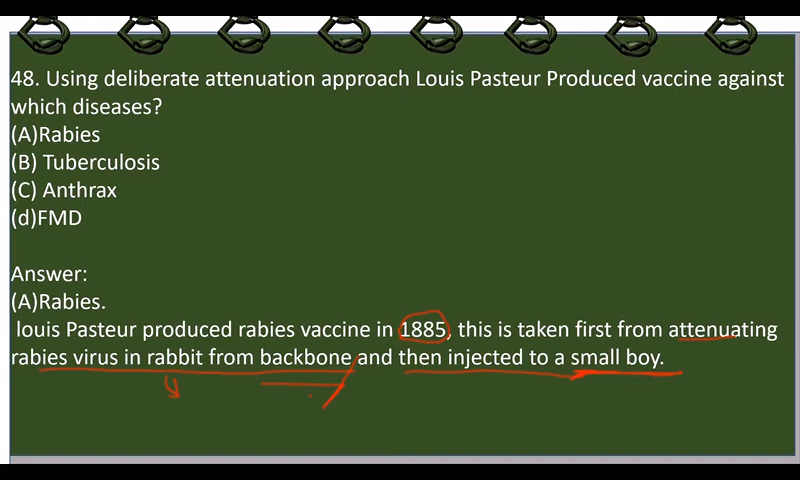 48. Using deliberate attenuation approach Louis Pasteur Produced vaccine against
which diseases?
(A)Rabies
(B) Tuberculosis
(C) Anthrax
(d)FMD
Answer:
(A)Rabies.
louis Pasteur produced rabies vaccine in 1885, this is taken first from attenuating
rabies virus in rabbit from backbone and then injected to a small boy.